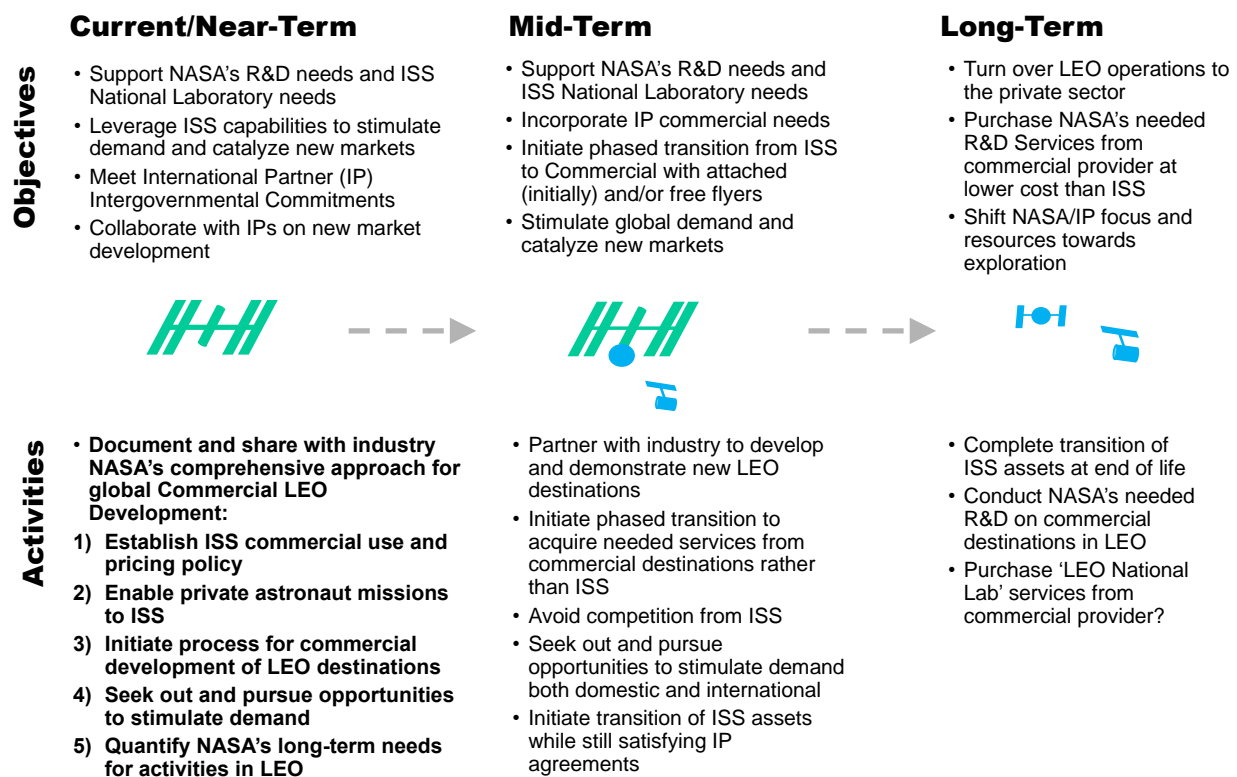 Current/Near-Term
Mid-Term
Long-Term
Objectives
• Support NASA's R&D needs and ISS
National Laboratory needs
• Leverage ISS capabilities to stimulate
demand and catalyze new markets
• Meet International Partner (IP)
Intergovernmental Commitments
• Collaborate with IPs on new market
development
• Support NASA's R&D needs and
ISS National Laboratory needs
• Incorporate IP commercial needs
• Initiate phased transition from ISS
to Commercial with attached
(initially) and/or free flyers
• Stimulate global demand and
catalyze new markets
• Turn over LEO operations to
the private sector
• Purchase NASA's needed
R&D Services from
commercial provider at
lower cost than ISS
• Shift NASA/IP focus and
resources towards
exploration
Activities
• Document and share with industry
NASA's comprehensive approach for
global Commercial LEO
Development:
1) Establish ISS commercial use and
pricing policy
2) Enable private astronaut missions
to ISS
3) Initiate process for commercial
development of LEO destinations
4) Seek out and pursue opportunities
to stimulate demand
5) Quantify NASA's long-term needs
for activities in LEO
• Partner with industry to develop
and demonstrate new LEO
destinations
• Initiate phased transition to
acquire needed services from
commercial destinations rather
than ISS
• Avoid competition from ISS
• Seek out and pursue
opportunities to stimulate demand
both domestic and international
• Initiate transition of ISS assets
while still satisfying IP
agreements
• Complete transition of
ISS assets at end of life
• Conduct NASA's needed
R&D on commercial
destinations in LEO
• Purchase 'LEO National
Lab' services from
commercial provider?